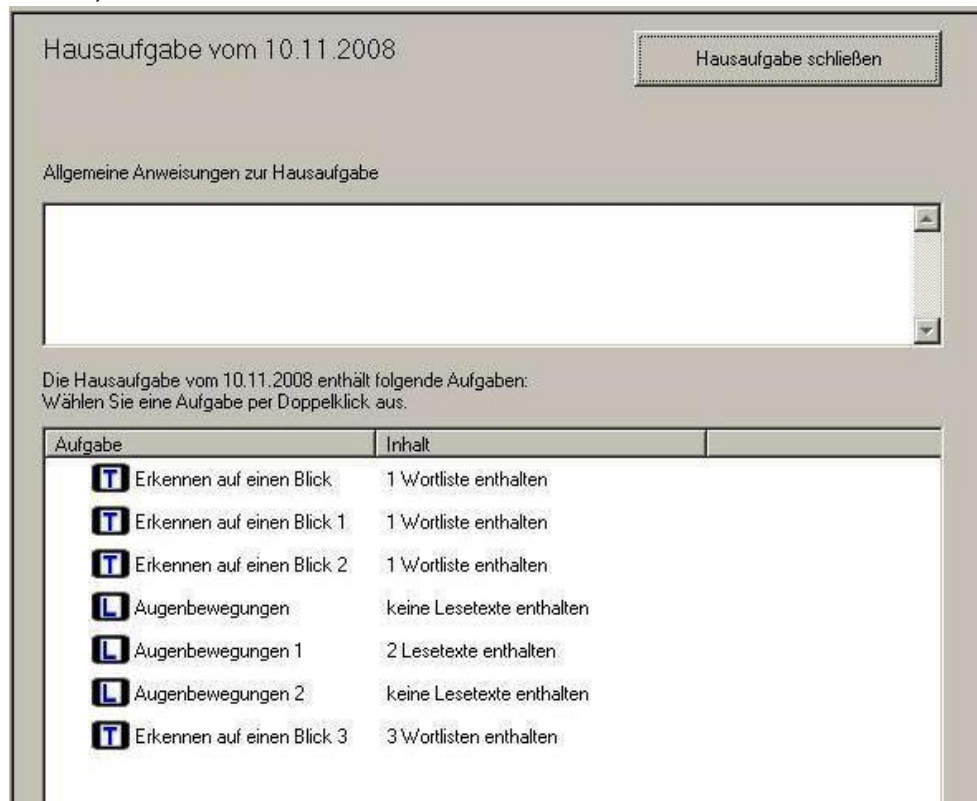 Hausaufgabe vom 10.11.2008
Hausaufgabe schließen
Allgemeine Anweisungen zur Hausaufgabe
Die Hausaufgabe vom 10.11.2008 enthält folgende Aufgaben:
Wählen Sie eine Aufgabe per Doppelklick aus.
Aufgabe Inhalt
T Erkennen auf einen Blick 1 Wortliste enthalten
T Erkennen auf einen Blick 1 1 Wortliste enthalten
T Erkennen auf einen Blick 2 1 Wortliste enthalten
L Augenbewegungen keine Lesetexte enthalten
L Augenbewegungen 1 2 Lesetexte enthalten
L Augenbewegungen 2 keine Lesetexte enthalten
T Erkennen auf einen Blick 3 3 Wortlisten enthalten